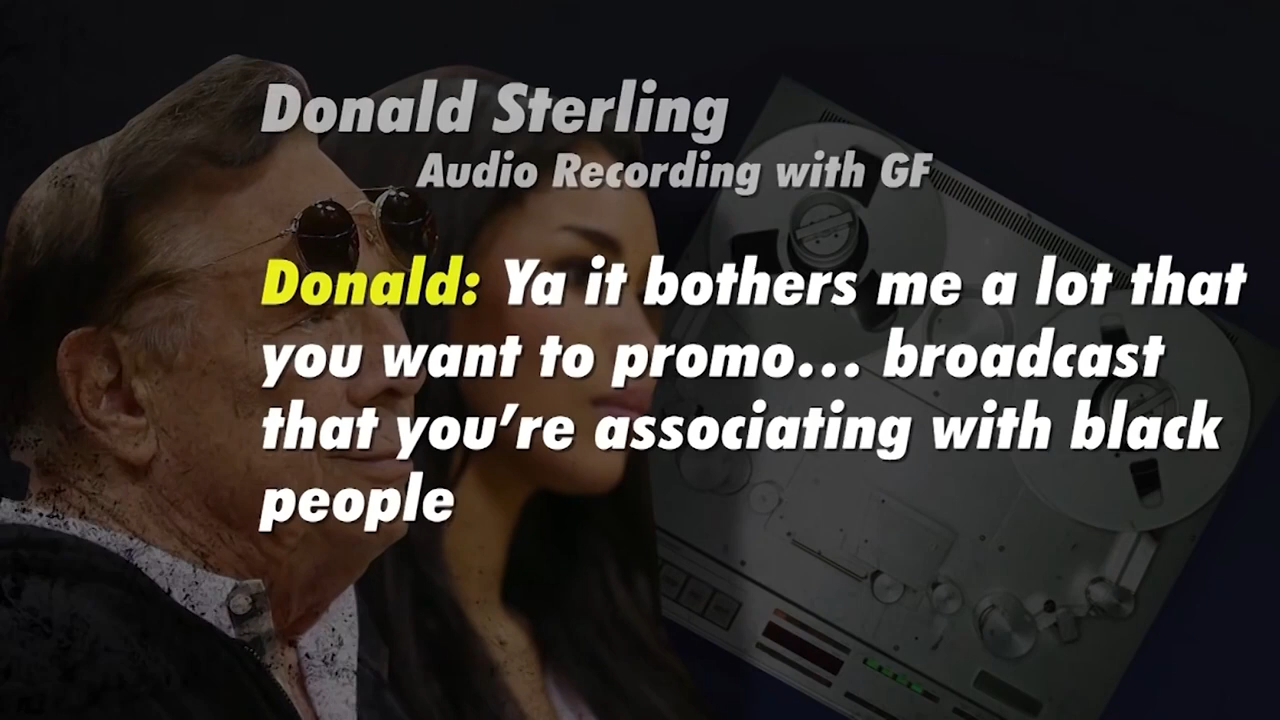 Donald Sterling
Audio Recording with GF
Donald: Ya it bothers me a lot that
you want to promo... broadcast
that you're associating with black
people